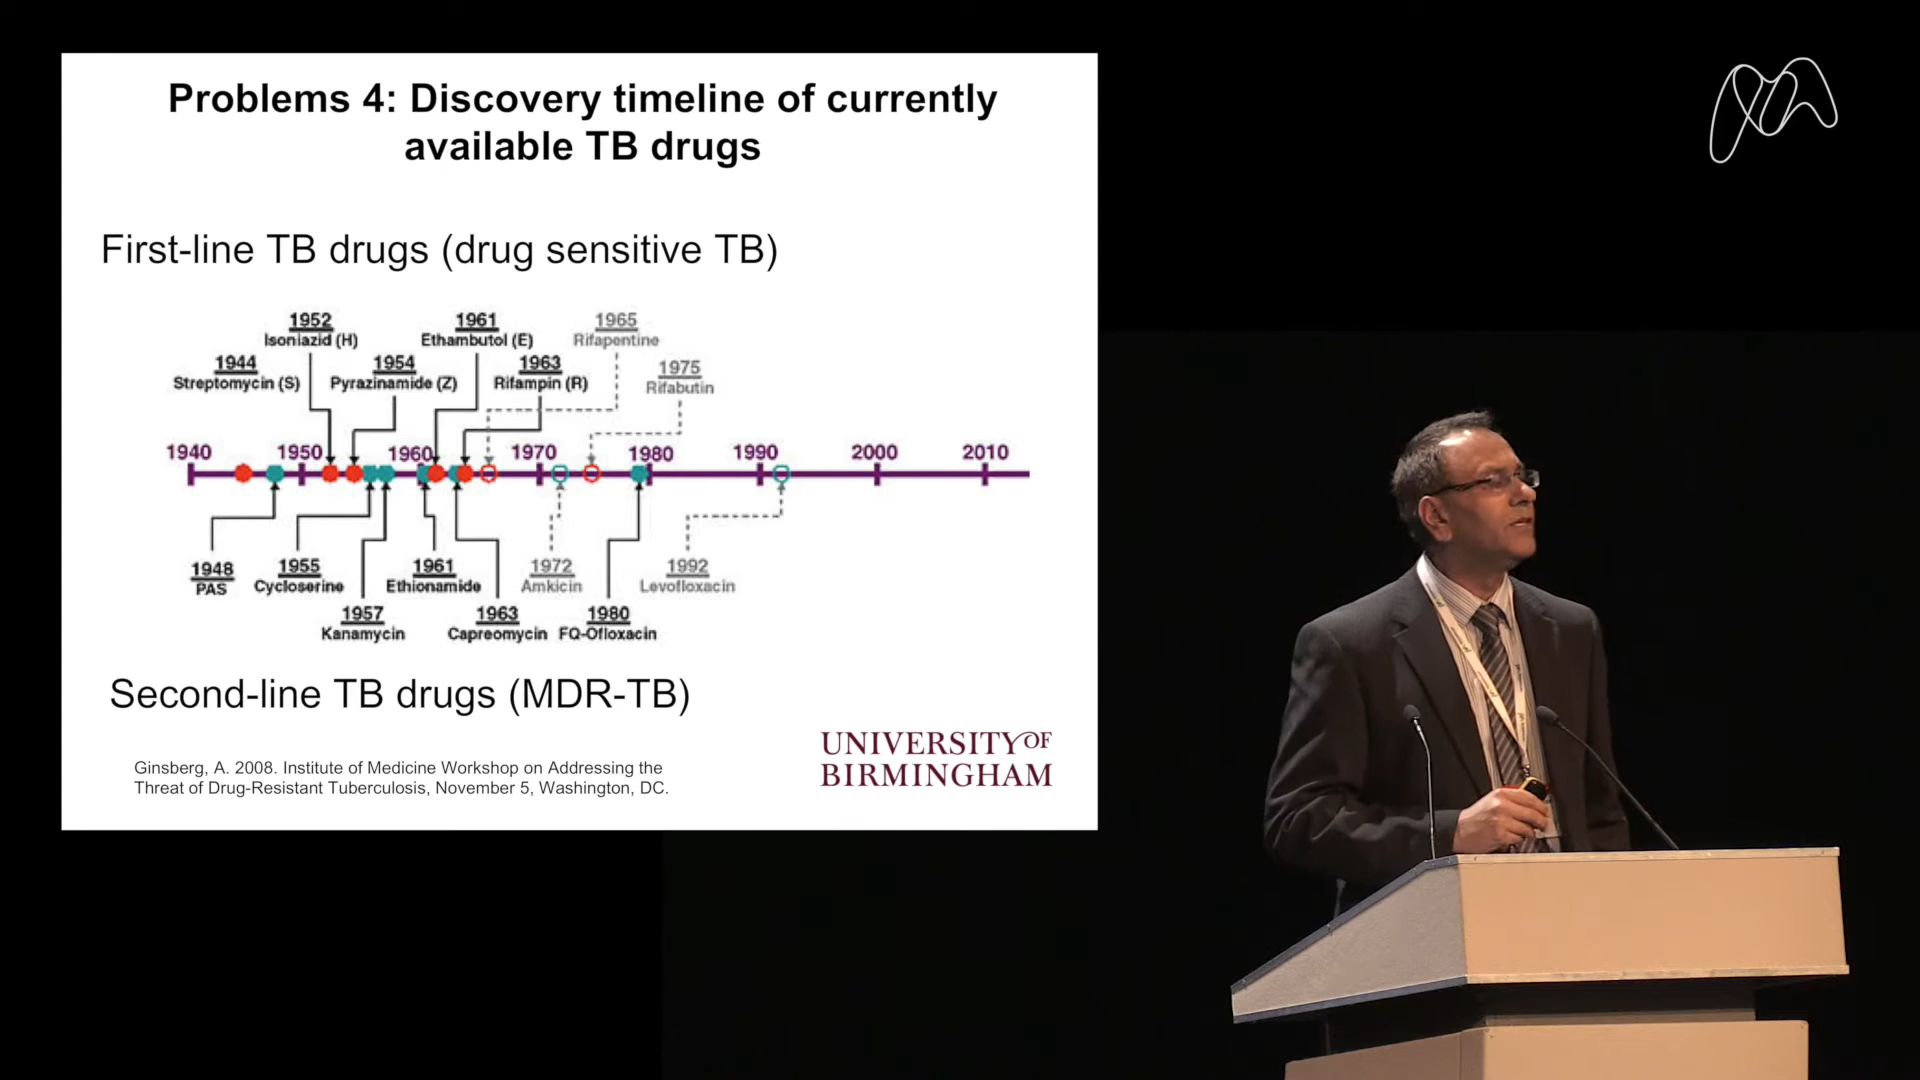 Problems 4: Discovery timeline of currently
available TB drugs
First-line TB drugs (drug sensitive TB)
1952
Isoniazid (H)
1961
Ethambutol (E)
1965
Rifapentine
1944
Streptomycin (S)
1954
Pyrazinamide (Z)
1963
Rifampin (R)
1975
Rifabutin
1940 1950 1960 1970 1980 1990 2000 2010
1948
PAS
1955
Cycloserine
1961
Ethionamide
1972
Amkicin
1992
Levofloxacin
1957
Kanamycin
1963
Capreomycin
1980
FQ-Ofloxacin
Second-line TB drugs (MDR-TB)
Ginsberg, A. 2008. Institute of Medicine Workshop on Addressing the
Threat of Drug-Resistant Tuberculosis, November 5, Washington, DC.
UNIVERSITY OF
BIRMINGHAM